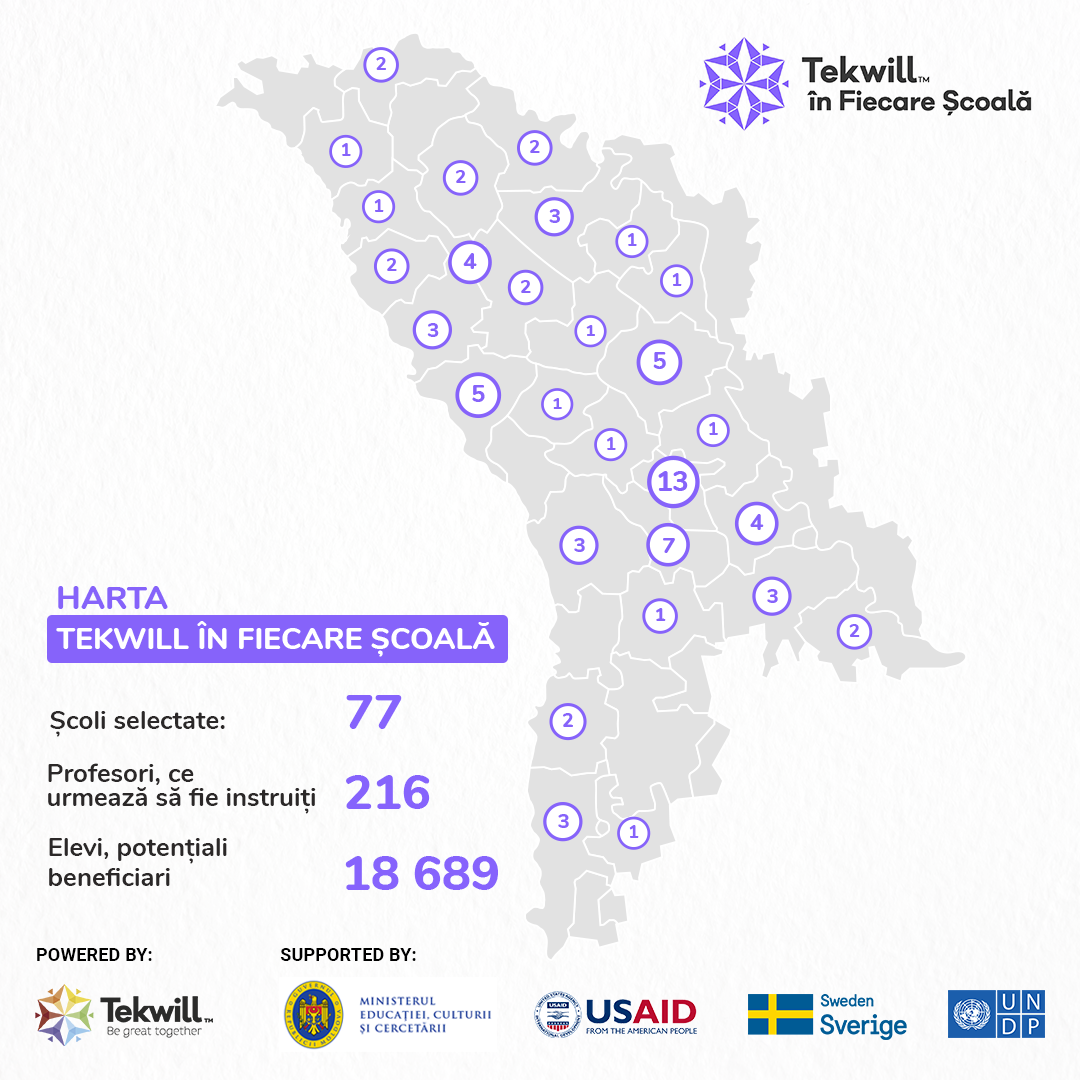 Tekwill™
în Fiecare Școală
2
1
2
2
1
3
1
2
4
2
1
3
1
5
5
1
1
1
13
4
3
7
3
1
2
2
3
1
HARTA
TEKWILL ÎN FIECARE ȘCOALĂ
Școli selectate: 77
Profesori, ce
urmează să fie instruiți 216
Elevi, potențiali
beneficiari 18 689
POWERED BY:
SUPPORTED BY:
Tekwill™
Be great together
MINISTERUL
EDUCAȚIEI, CULTURII
ȘI CERCETĂRII
USAID
FROM THE AMERICAN PEOPLE
Sweden
Sverige
UN
DP